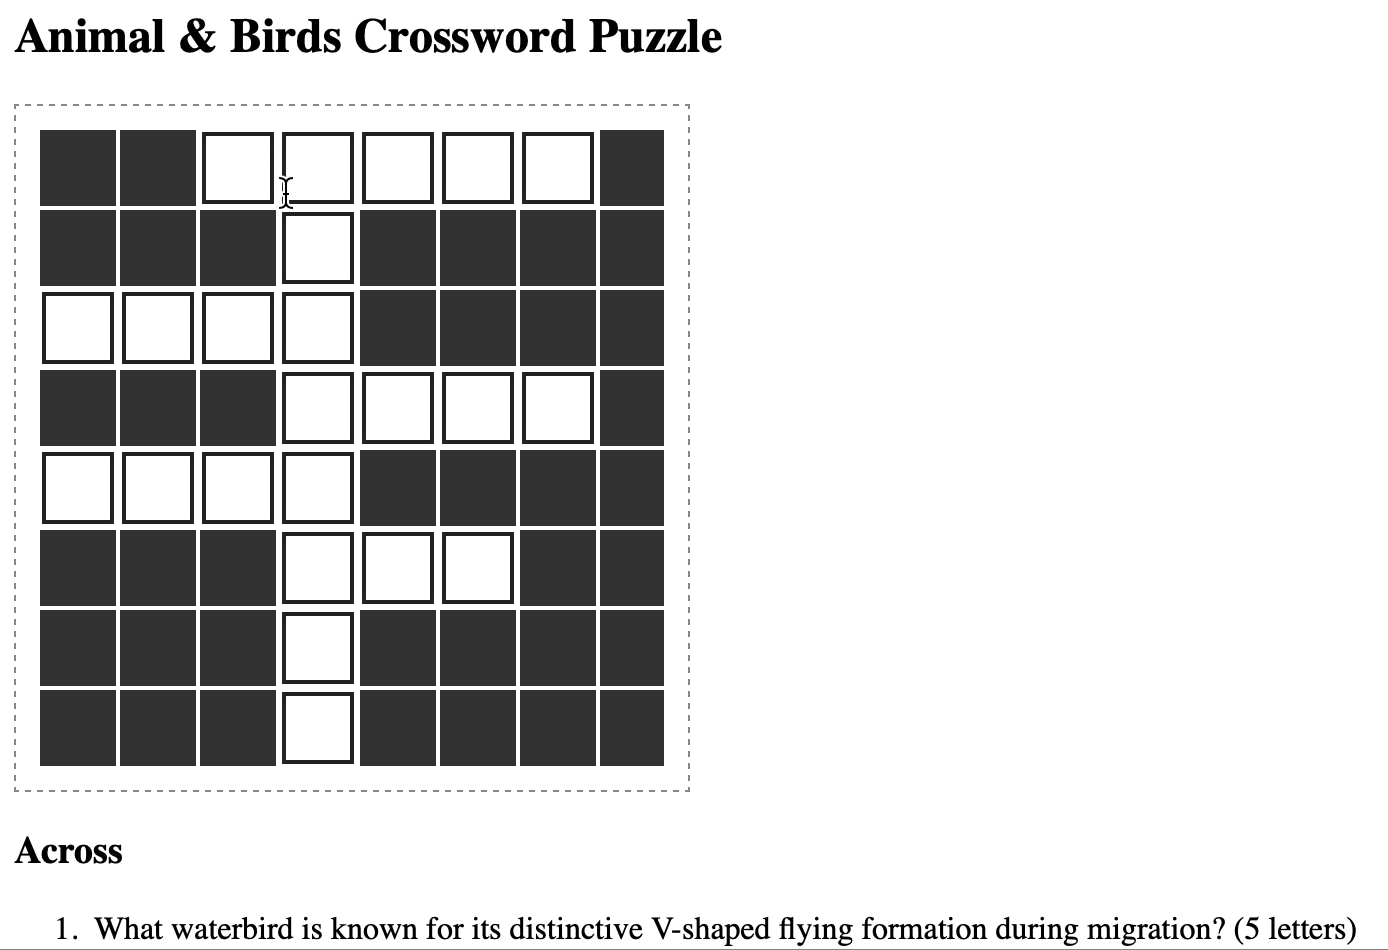 Animal & Birds Crossword Puzzle
Across
1. What waterbird is known for its distinctive V-shaped flying formation during migration? (5 letters)